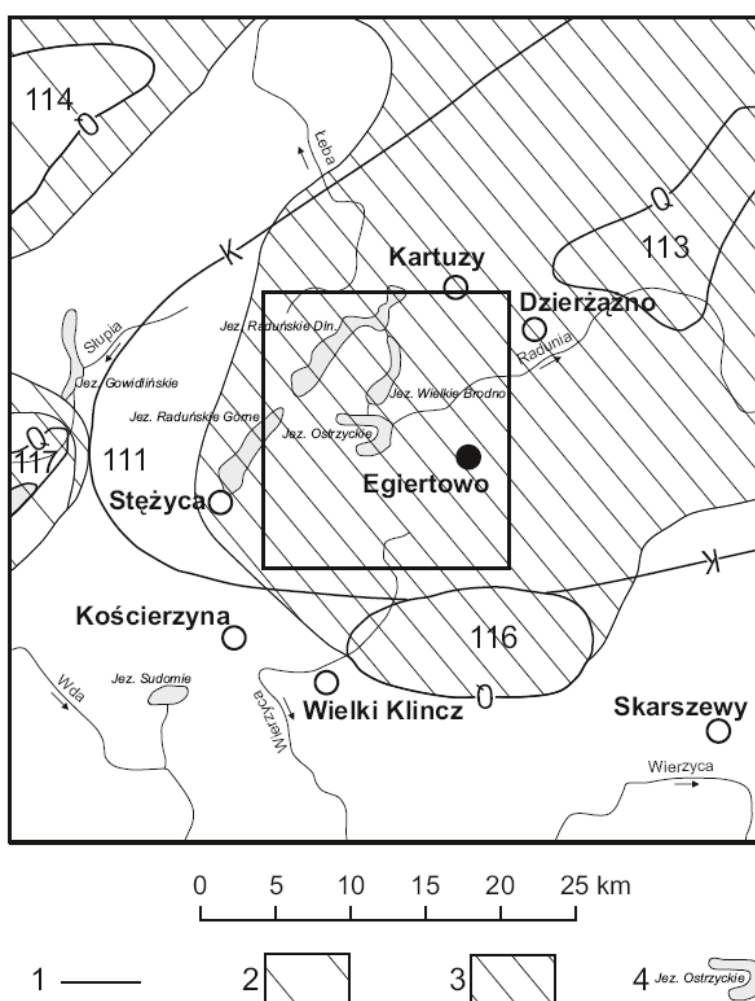 114
Q
Łeba
Q
K
113
Kartuzy
Dzierżązno
Jez. Raduńskie Dln.
Słupia
Radunia
Jez. Gowidlińskie
Jez. Wielkie Brodno
Jez. Raduńskie Górne
Jez. Ostrzyckie
Q
117
111
Stężyca
Egiertowo
K
Kościerzyna
116
Jez. Sudomie
Wda
Q
Wierzyca
Wielki Klincz
Skarszewy
Wierzyca
0 5 10 15 20 25 km
1
2
3
4 Jez. Ostrzyckie